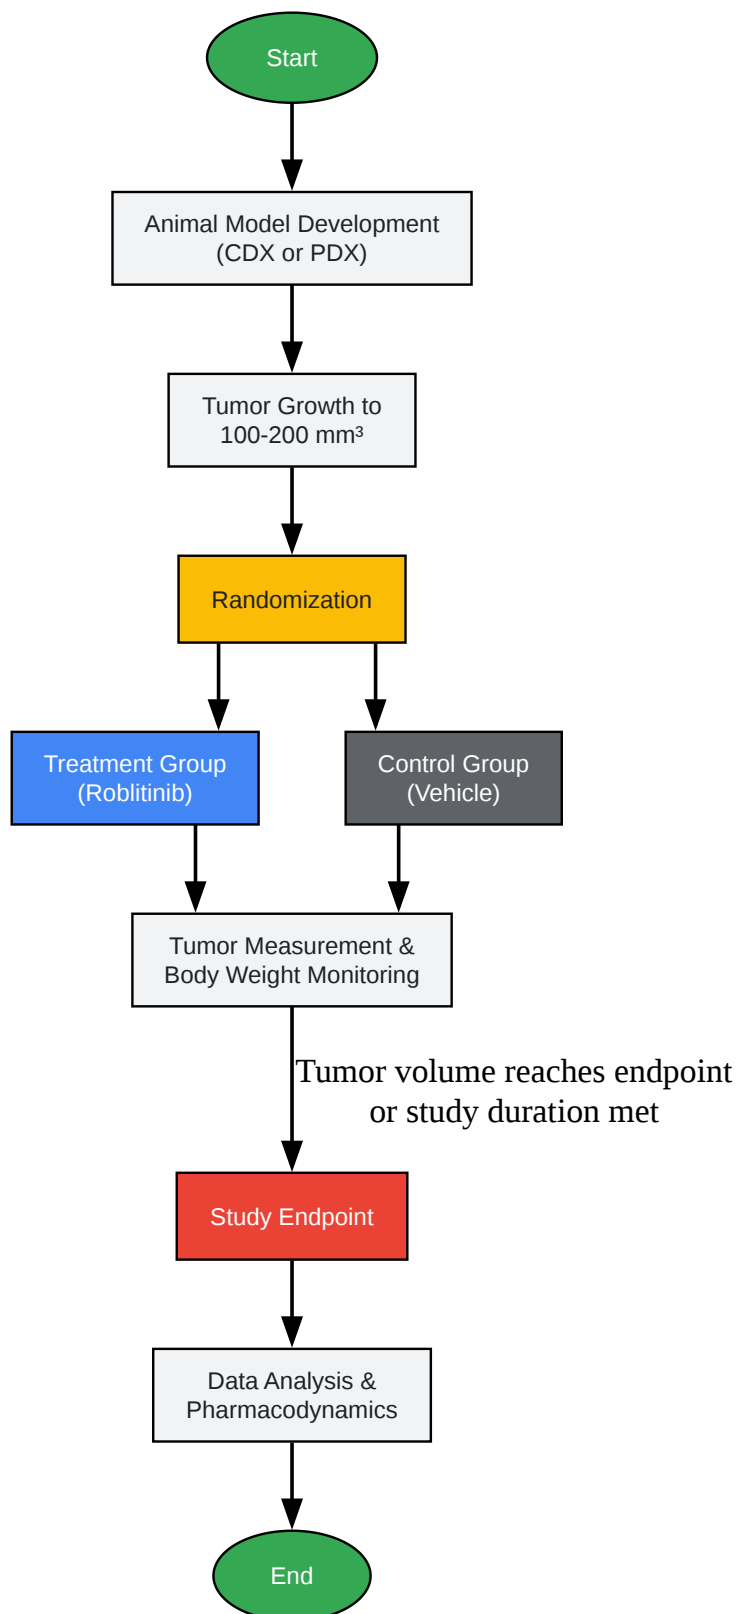 Start
Animal Model Development
(CDX or PDX)
Tumor Growth to
100-200 mm³
Randomization
Treatment Group
(Roblitinib)
Control Group
(Vehicle)
Tumor Measurement &
Body Weight Monitoring
Tumor volume reaches endpoint
or study duration met
Study Endpoint
Data Analysis &
Pharmacodynamics
End